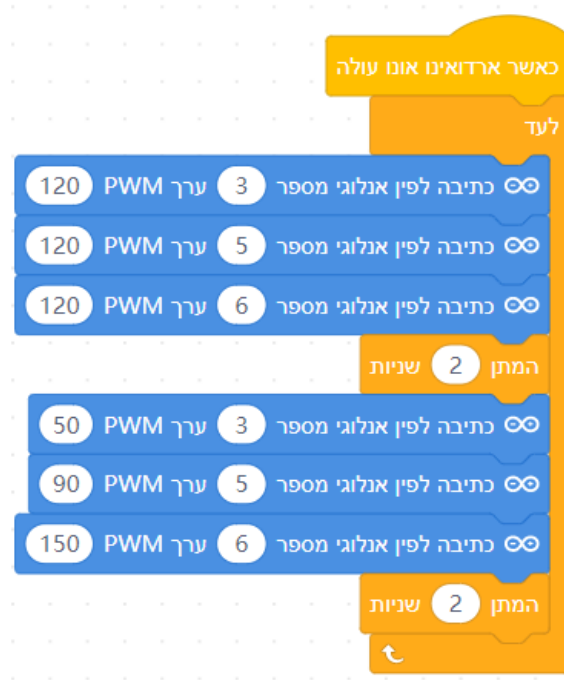 כאשר ארדואינו אונו עולה
לעד
כתיבה לפין אנלוגי מספר 3 ערך PWM 120
כתיבה לפין אנלוגי מספר 5 ערך PWM 120
כתיבה לפין אנלוגי מספר 6 ערך PWM 120
המתן 2 שניות
כתיבה לפין אנלוגי מספר 3 ערך PWM 50
כתיבה לפין אנלוגי מספר 5 ערך PWM 90
כתיבה לפין אנלוגי מספר 6 ערך PWM 150
המתן 2 שניות